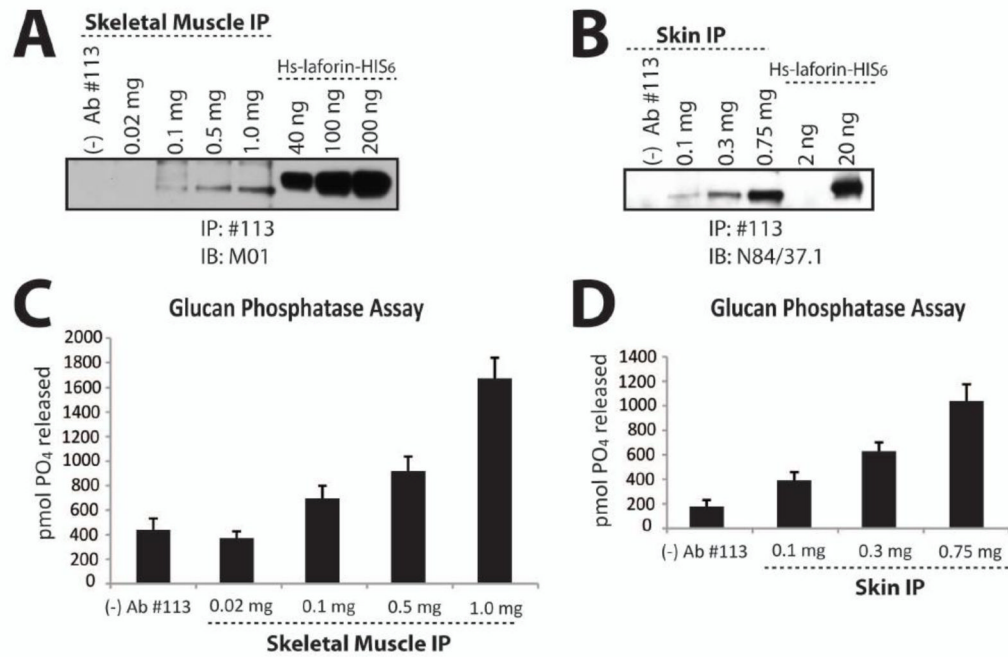 A
Skeletal Muscle IP
Hs-laforin-HIS6
(-) Ab #113
0.02 mg
0.1 mg
0.5 mg
1.0 mg
40 ng
100 ng
200 ng
IP: #113
IB: M01
B
Skin IP
Hs-laforin-HIS6
(-) Ab #113
0.1 mg
0.3 mg
0.75 mg
2 ng
20 ng
IP: #113
IB: N84/37.1
C
Glucan Phosphatase Assay
pmol PO4 released
2000
1800
1600
1400
1200
1000
800
600
400
200
0
(-) Ab #113 0.02 mg 0.1 mg 0.5 mg 1.0 mg
Skeletal Muscle IP
D
Glucan Phosphatase Assay
pmol PO4 released
1400
1200
1000
800
600
400
200
0
(-) Ab #113 0.1 mg 0.3 mg 0.75 mg
Skin IP